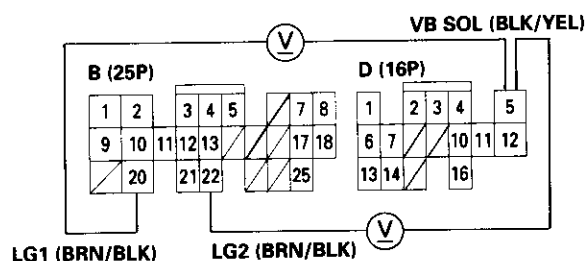 V
VB SOL (BLK/YEL)
B (25P)
D (16P)
1 2 3 4 5 7 8
9 10 11 12 13 17 18
20 21 22 25
1 2 3 4 5
6 7 10 11 12
13 14 16
LG1 (BRN/BLK)
LG2 (BRN/BLK)
V